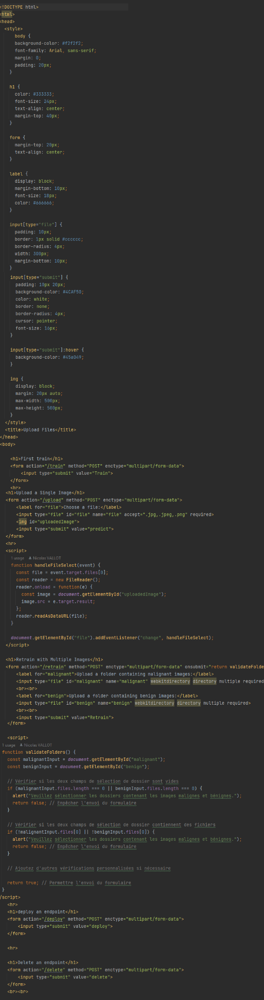 <!DOCTYPE html>
<html>
<head>
<style>
body {
background-color: #f2f2f2;
font-family: Arial, sans-serif;
margin: 0;
padding: 20px;
}
h1 {
color: #333333;
font-size: 24px;
text-align: center;
margin-top: 40px;
}
form {
margin-top: 20px;
text-align: center;
}
label {
display: block;
margin-bottom: 10px;
font-size: 18px;
color: #666666;
}
input[type="file"] {
padding: 10px;
border: 1px solid #cccccc;
border-radius: 4px;
width: 300px;
margin-bottom: 10px;
}
input[type="submit"] {
padding: 10px 20px;
background-color: #4CAF50;
color: white;
border: none;
border-radius: 4px;
cursor: pointer;
font-size: 16px;
}
input[type="submit"]:hover {
background-color: #45a049;
}
img {
display: block;
margin: 20px auto;
max-width: 500px;
max-height: 500px;
}
</style>
<title>Upload Files</title>
</head>
<body>
<h1>First train</h1>
<form action="/train" method="POST" enctype="multipart/form-data">
<input type="submit" value="Train">
</form>
<hr>
<h1>Upload a Single Image</h1>
<form action="/upload" method="POST" enctype="multipart/form-data">
<label for="file">Choose a file:</label>
<input type="file" id="file" name="file" accept=".jpg,.jpeg,.png" required>
<img id="uploadedImage">
<input type="submit" value="predict">
</form>
<hr>
<script>
1 usage Nicolas VALLOT
function handleFileSelect(event) {
const file = event.target.files[0];
const reader = new FileReader();
reader.onload = function(e) {
const image = document.getElementById("uploadedImage");
image.src = e.target.result;
};
reader.readAsDataURL(file);
}
document.getElementById("file").addEventListener("change", handleFileSelect);
</script>
<h1>Retrain with Multiple Images</h1>
<form action="/retrain" method="POST" enctype="multipart/form-data" onsubmit="return validateFolde
<label for="malignant">Upload a folder containing malignant images:</label>
<input type="file" id="malignant" name="malignant" webkitdirectory directory multiple required
<br><br>
<label for="benign">Upload a folder containing benign images:</label>
<input type="file" id="benign" name="benign" webkitdirectory directory multiple required>
<br><br>
<input type="submit" value="Retrain">
</form>
<script>
1 usage Nicolas VALLOT
function validateFolders() {
const malignantInput = document.getElementById("malignant");
const benignInput = document.getElementById("benign");
// Vérifier si les deux champs de sélection de dossier sont vides
if (malignantInput.files.length === 0 || benignInput.files.length === 0) {
alert("Veuillez sélectionner les dossiers contenant les images malignes et bénignes.");
return false; // Empêcher l'envoi du formulaire
}
// Vérifier si les deux champs de sélection de dossier contiennent des fichiers
if (!malignantInput.files[0] || !benignInput.files[0]) {
alert("Veuillez sélectionner les dossiers contenant les images malignes et bénignes.");
return false; // Empêcher l'envoi du formulaire
}
// Ajoutez d'autres vérifications personnalisées si nécessaire
return true; // Permettre l'envoi du formulaire
}
/script>
<hr>
<h1>deploy an endpoint</h1>
<form action="/deploy" method="POST" enctype="multipart/form-data">
<input type="submit" value="deploy">
</form>
<hr>
<h1>Delete an endpoint</h1>
<form action="/delete" method="POST" enctype="multipart/form-data">
<input type="submit" value="delete">
</form>
<br><br>